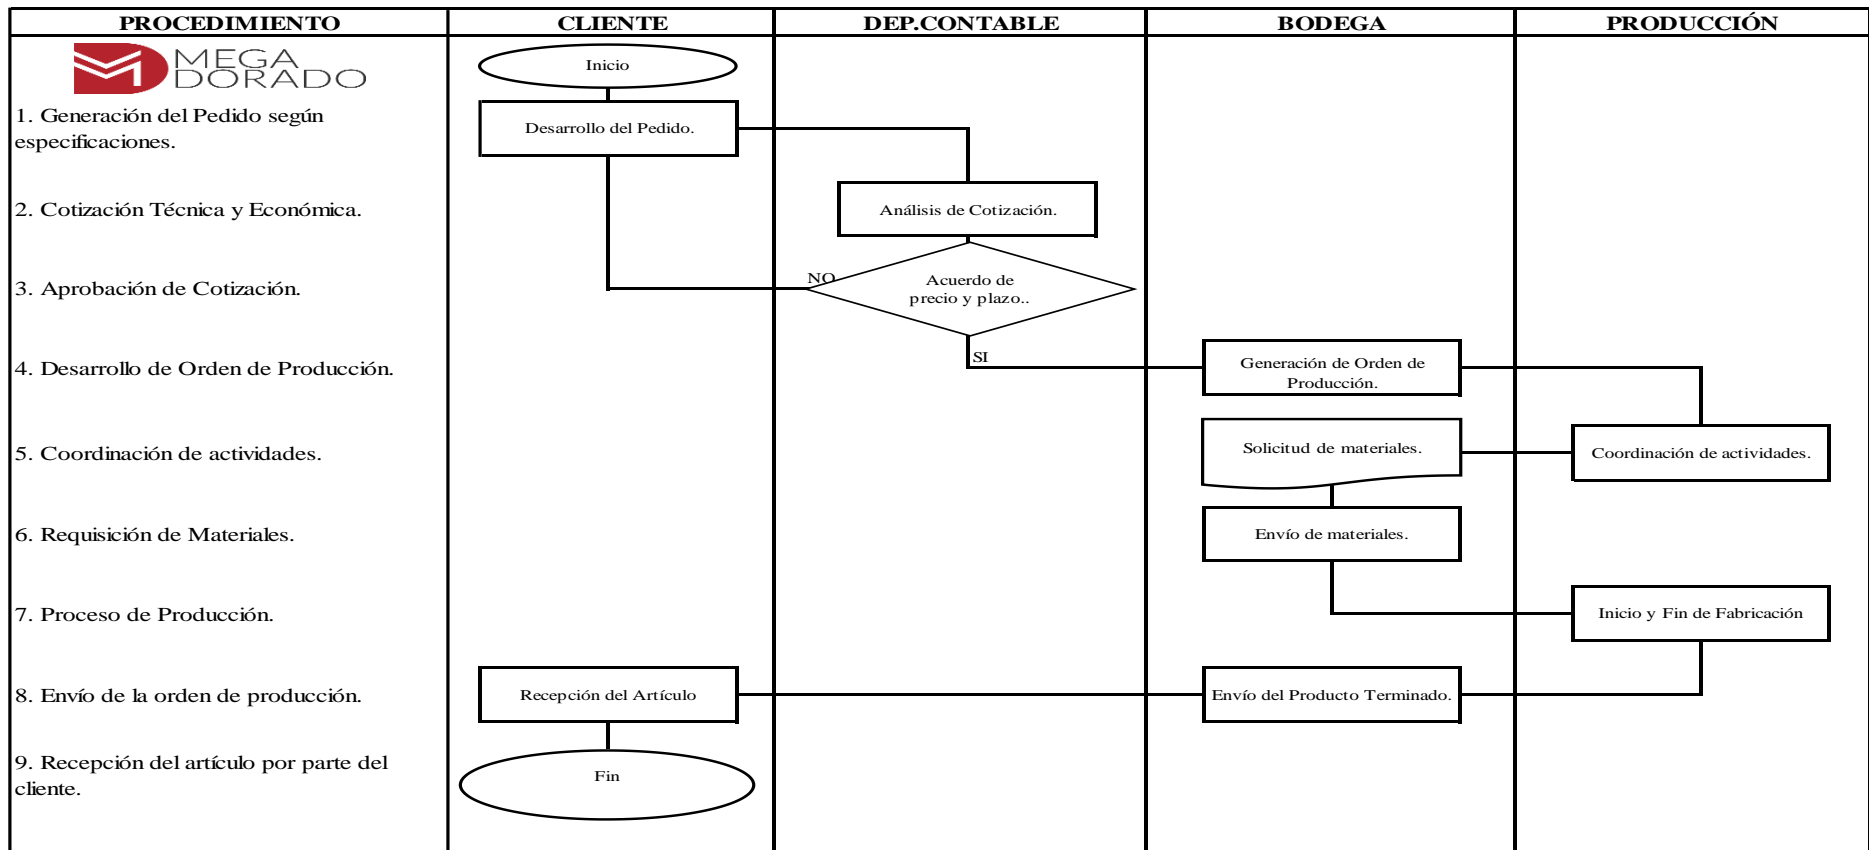 PROCEDIMIENTO CLIENTE DEP.CONTABLE BODEGA PRODUCCIÓN
MEGA
DORADO
Inicio
1. Generación del Pedido según
especificaciones.
Desarrollo del Pedido.
2. Cotización Técnica y Económica.
Análisis de Cotización.
3. Aprobación de Cotización.
NO
Acuerdo de
precio y plazo..
SI
4. Desarrollo de Orden de Producción.
Generación de Orden de
Producción.
5. Coordinación de actividades.
Solicitud de materiales.
Coordinación de actividades.
6. Requisición de Materiales.
Envío de materiales.
7. Proceso de Producción.
Inicio y Fin de Fabricación
8. Envío de la orden de producción.
Recepción del Artículo
Envío del Producto Terminado.
9. Recepción del artículo por parte del
cliente.
Fin